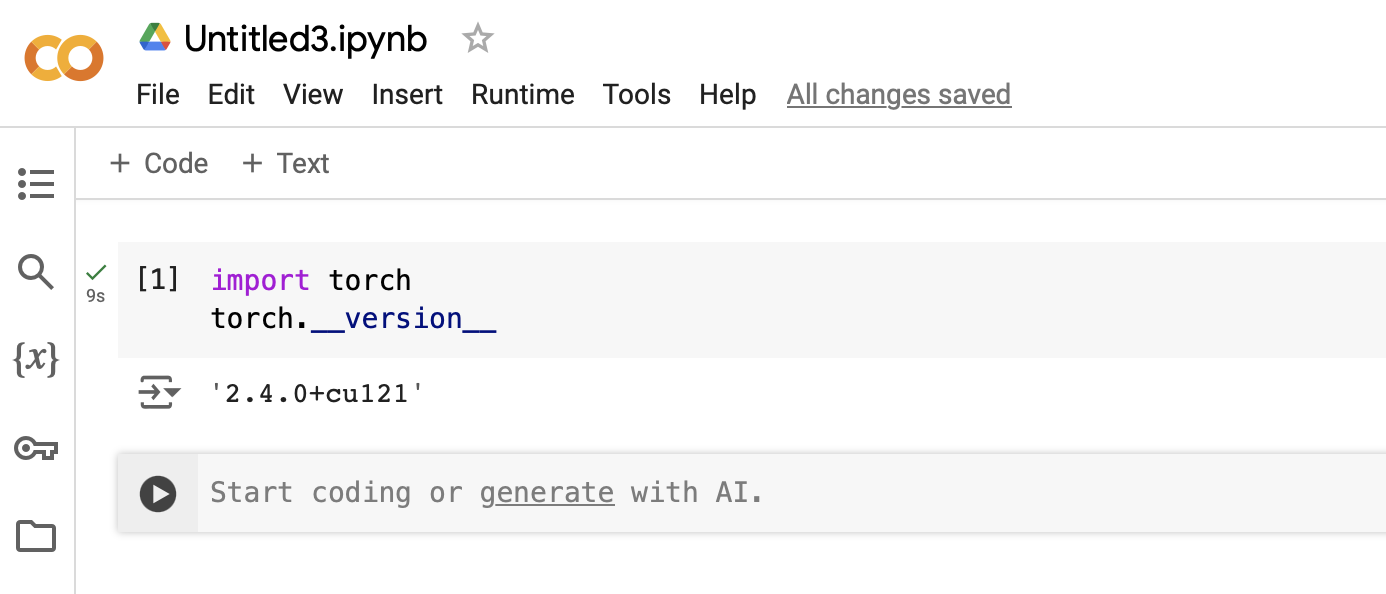 Untitled3.ipynb
File Edit View Insert Runtime Tools Help All changes saved
+ Code + Text
[1] import torch
9s
torch.__version__
'2.4.0+cu121'
{x}
Start coding or generate with AI.